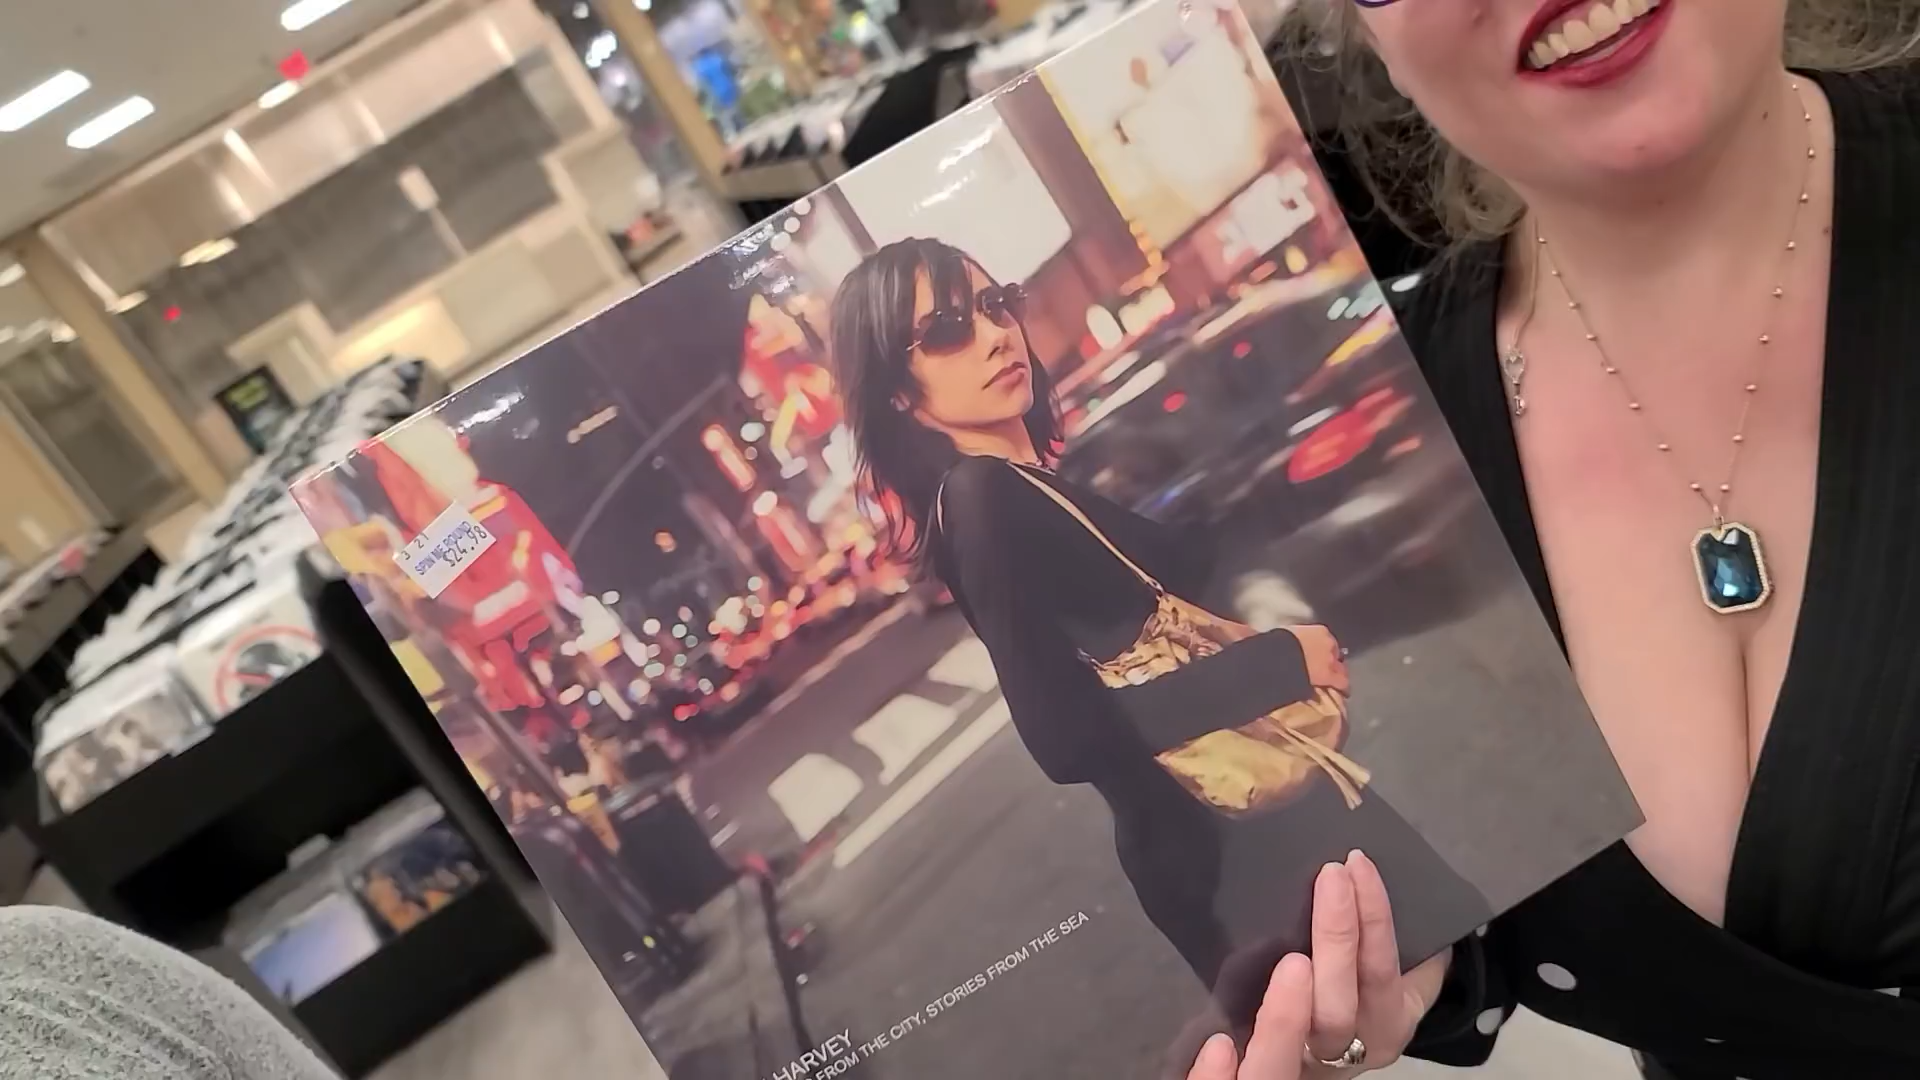 3 21
SPIN ME ROUND
$24.98
HARVEY
FROM THE CITY, STORIES FROM THE SEA